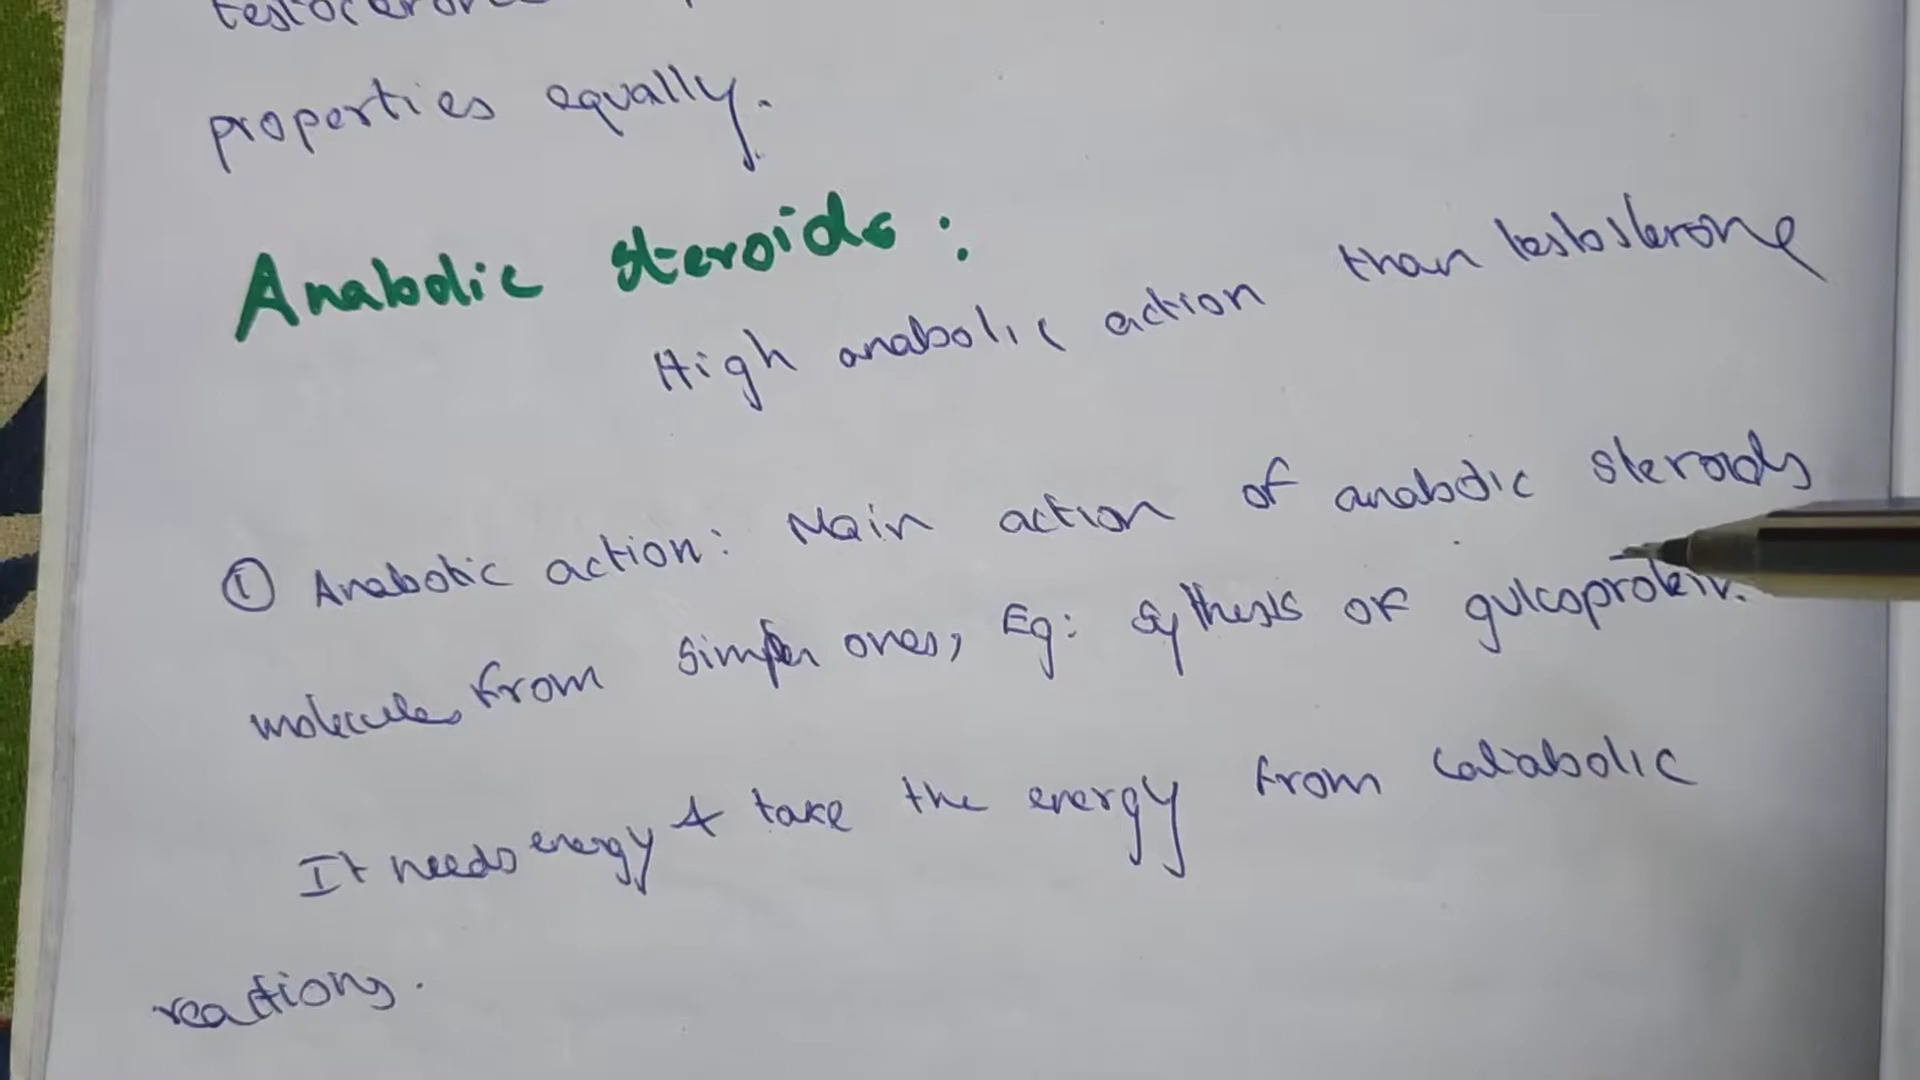 properties equally.
Anabolic steroids :
High anabolic action than testosterone
① Anabolic action : Main action of anabolic steroids
molecules from simpler ones, Eg: sythesis of gulcoprotein.
It needs energy & take the energy from catabolic
reactions.